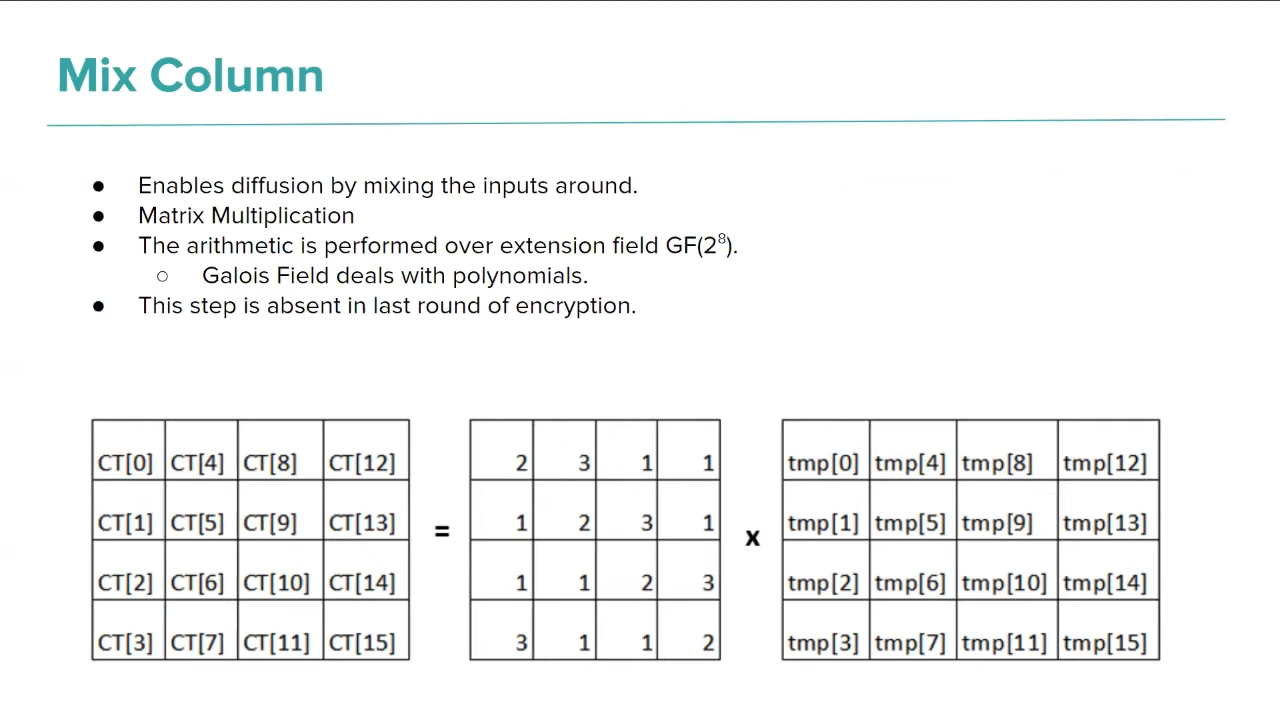 Mix Column
● Enables diffusion by mixing the inputs around.
● Matrix Multiplication
● The arithmetic is performed over extension field GF(2⁸).
○ Galois Field deals with polynomials.
● This step is absent in last round of encryption.
CT[0] CT[4] CT[8] CT[12] 2 3 1 1 tmp[0] tmp[4] tmp[8] tmp[12]
CT[1] CT[5] CT[9] CT[13] = 1 2 3 1 x tmp[1] tmp[5] tmp[9] tmp[13]
CT[2] CT[6] CT[10] CT[14] 1 1 2 3 tmp[2] tmp[6] tmp[10] tmp[14]
CT[3] CT[7] CT[11] CT[15] 3 1 1 2 tmp[3] tmp[7] tmp[11] tmp[15]